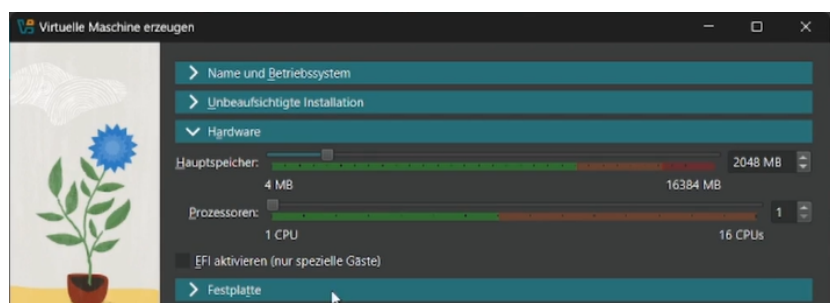 Virtuelle Maschine erzeugen
Name und Betriebssystem
Unbeaufsichtigte Installation
Hardware
Hauptspeicher: 2048 MB
4 MB 16384 MB
Prozessoren: 1
1 CPU 16 CPUs
EFI aktivieren (nur spezielle Gäste)
Festplatte